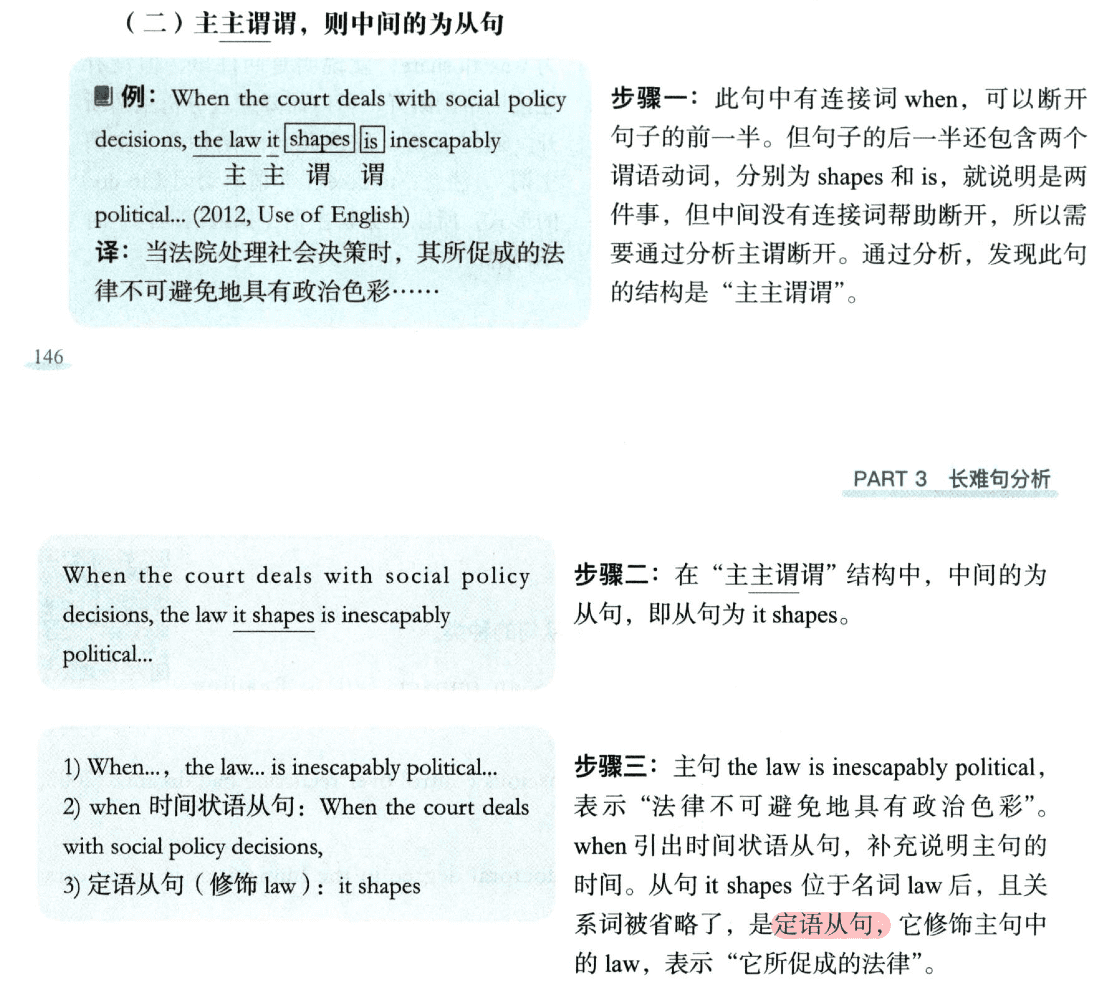 （二）主主谓谓，则中间的为从句
例：When the court deals with social policy
decisions, the law it shapes is inescapably
主 主 谓 谓
political... (2012, Use of English)
译：当法院处理社会决策时，其所促成的法
律不可避免地具有政治色彩……
步骤一：此句中有连接词 when，可以断开
句子的前一半。但句子的后一半还包含两个
谓语动词，分别为 shapes 和 is，就说明是两
件事，但中间没有连接词帮助断开，所以需
要通过分析主谓断开。通过分析，发现此句
的结构是“主主谓谓”。
146
PART 3 长难句分析
When the court deals with social policy
decisions, the law it shapes is inescapably
political...
步骤二：在“主主谓谓”结构中，中间的为
从句，即从句为 it shapes。
1) When...，the law... is inescapably political...
2) when 时间状语从句：When the court deals
with social policy decisions,
3) 定语从句（修饰 law）：it shapes
步骤三：主句 the law is inescapably political，
表示“法律不可避免地具有政治色彩”。
when 引出时间状语从句，补充说明主句的
时间。从句 it shapes 位于名词 law 后，且关
系词被省略了，是定语从句，它修饰主句中
的 law，表示“它所促成的法律”。